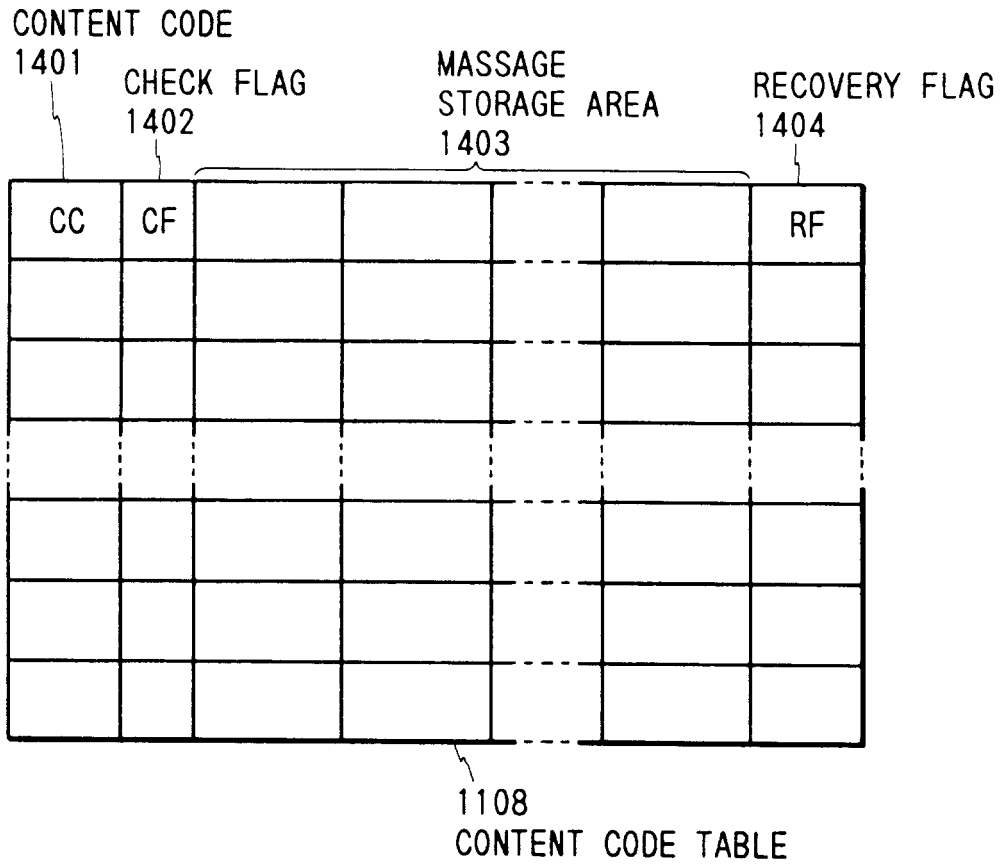 CONTENT CODE
1401
CHECK FLAG
1402
MASSAGE
STORAGE AREA
1403
RECOVERY FLAG
1404
CC
CF
RF
1108
CONTENT CODE TABLE